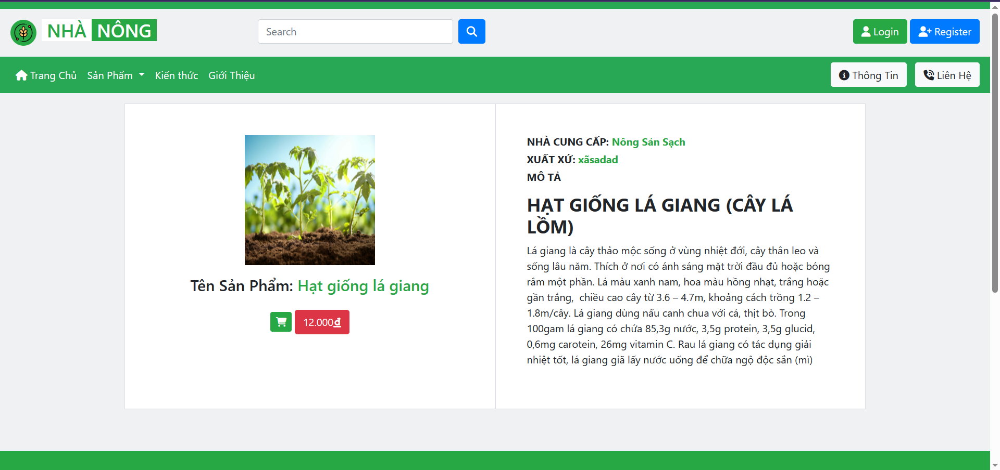 NHÀ NÔNG
Search
Login
Register
Trang Chủ
Sản Phẩm
Kiến thức
Giới Thiệu
Thông Tin
Liên Hệ
Tên Sản Phẩm: Hạt giống lá giang
12.000đ
NHÀ CUNG CẤP: Nông Sản Sạch
XUẤT XỨ: xãsadad
MÔ TẢ
HẠT GIỐNG LÁ GIANG (CÂY LÁ
LỒM)
Lá giang là cây thảo mộc sống ở vùng nhiệt đới, cây thân leo và
sống lâu năm. Thích ở nơi có ánh sáng mặt trời đầu đủ hoặc bóng
râm một phần. Lá màu xanh nam, hoa màu hồng nhạt, trắng hoặc
gần trắng,  chiều cao cây từ 3.6 – 4.7m, khoảng cách trồng 1.2 –
1.8m/cây. Lá giang dùng nấu canh chua với cá, thịt bò. Trong
100gam lá giang có chứa 85,3g nước, 3,5g protein, 3,5g glucid,
0,6mg carotein, 26mg vitamin C. Rau lá giang có tác dụng giải
nhiệt tốt, lá giang giã lấy nước uống để chữa ngộ độc sắn (mì)